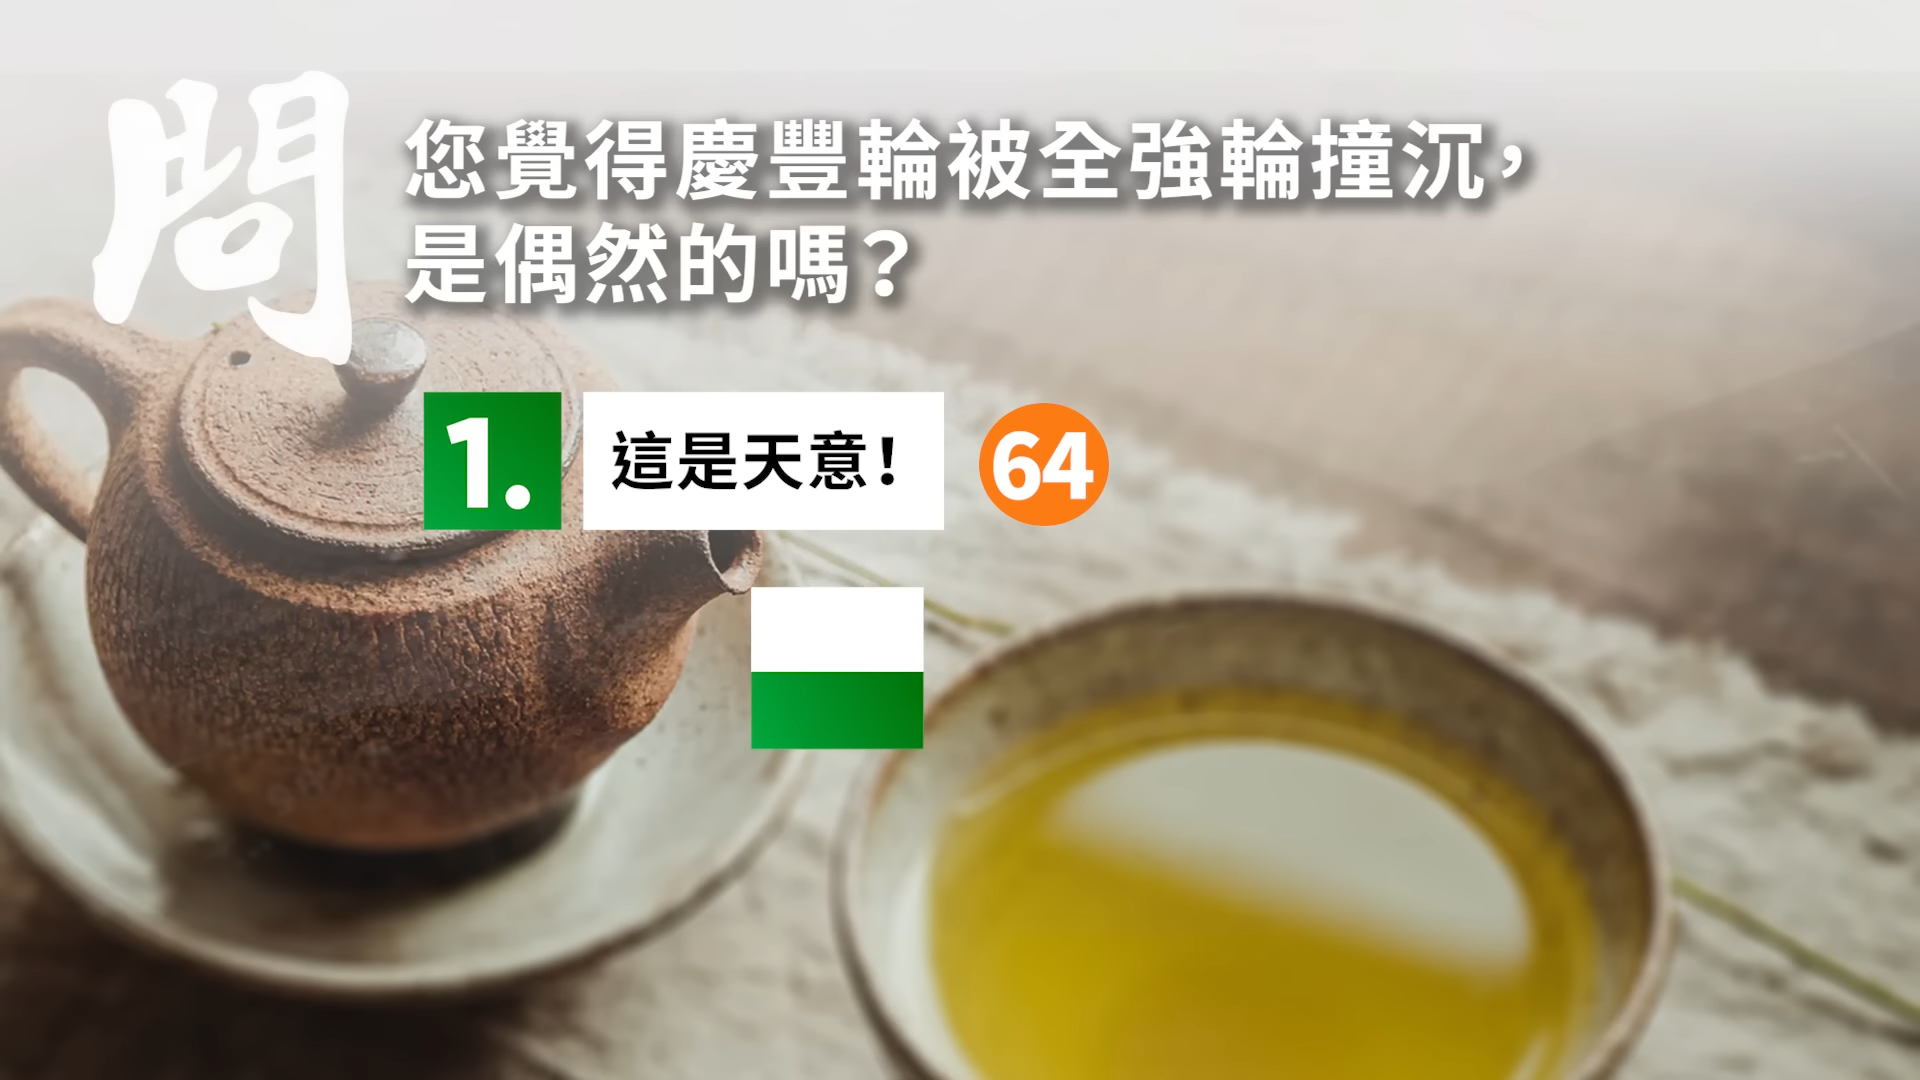 問
您覺得慶豐輪被全強輪撞沉，
是偶然的嗎？
1. 這是天意！ 64